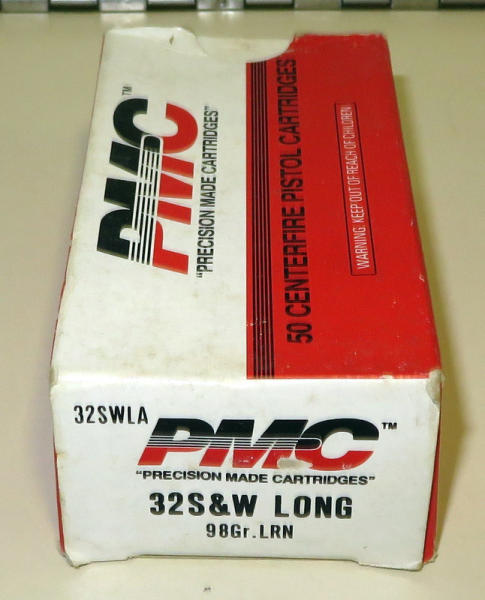 PMC™
"PRECISION MADE CARTRIDGES"
50 CENTERFIRE PISTOL CARTRIDGES
WARNING: KEEP OUT OF REACH OF CHILDREN
32SWLA
PMC™
"PRECISION MADE CARTRIDGES"
32S&W LONG
98Gr.LRN